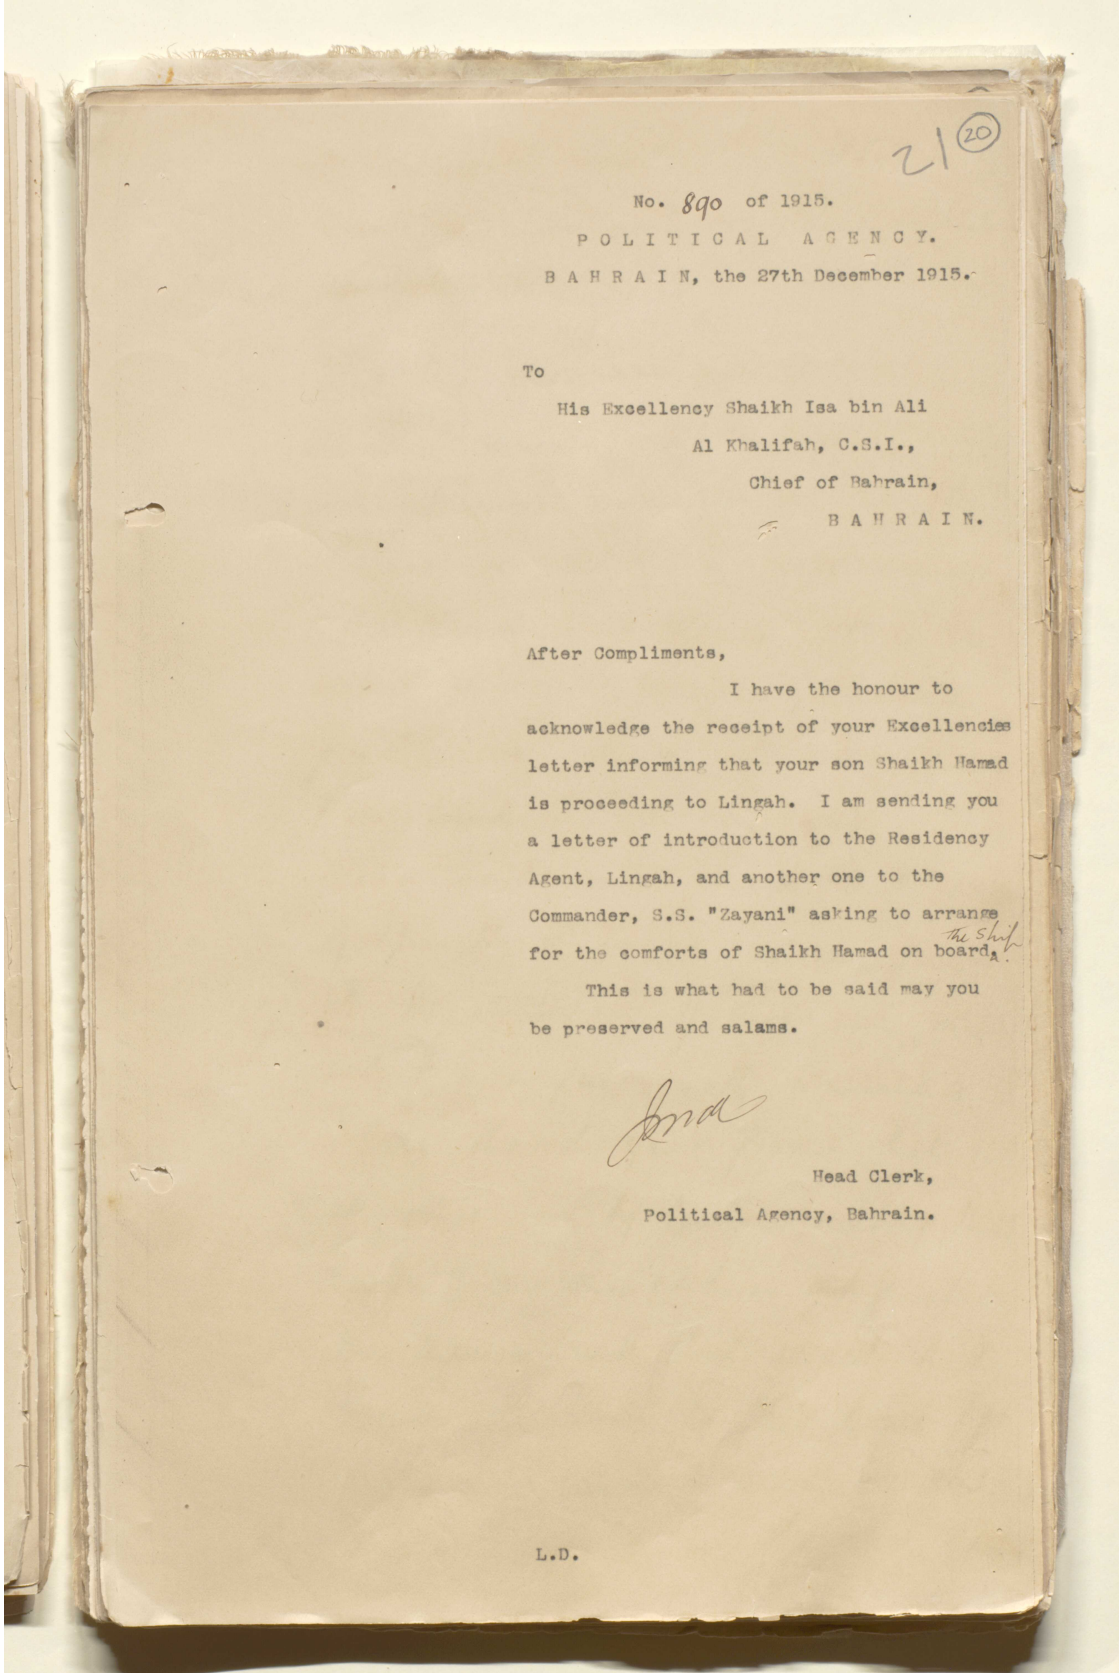 21 20
No. 890 of 1915.
POLITICAL AGENCY.
BAHRAIN, the 27th December 1915.
To
His Excellency Shaikh Isa bin Ali
Al Khalifah, C.S.I.,
Chief of Bahrain,
BAHRAIN.
After Compliments,
I have the honour to
acknowledge the receipt of your Excellencies
letter informing that your son Shaikh Hamad
is proceeding to Lingah. I am sending you
a letter of introduction to the Residency
Agent, Lingah, and another one to the
Commander, S.S. "Zayani" asking to arrange
the ship
for the comforts of Shaikh Hamad on board.
This is what had to be said may you
be preserved and salams.
Head Clerk,
Political Agency, Bahrain.
L.D.